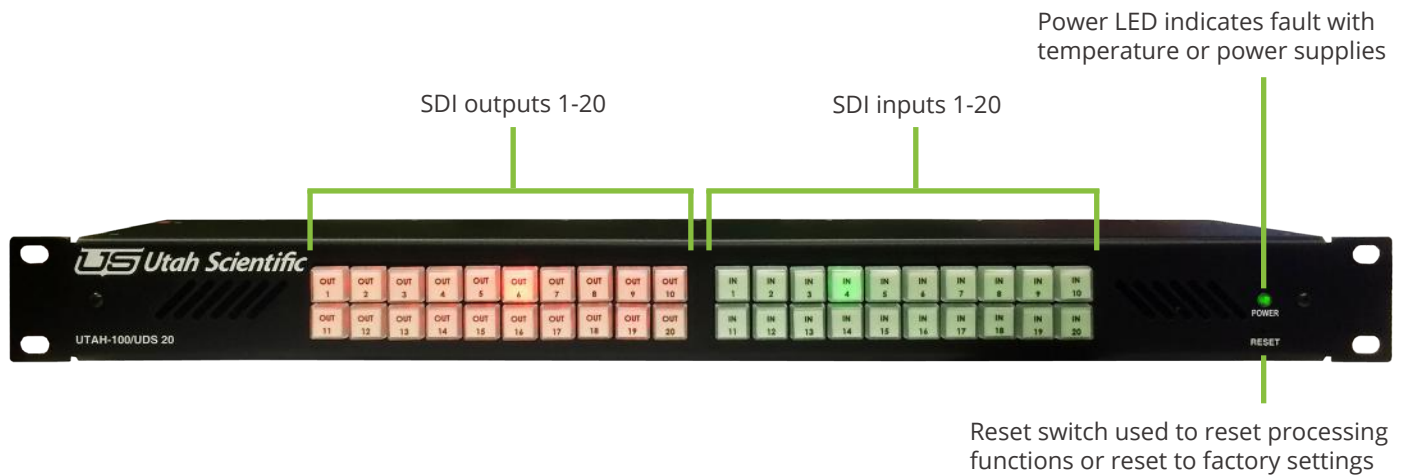 Power LED indicates fault with
temperature or power supplies
SDI outputs 1-20
SDI inputs 1-20
US Utah Scientific
OUT 1 OUT 2 OUT 3 OUT 4 OUT 5 OUT 6 OUT 7 OUT 8 OUT 9 OUT 10
IN 1 IN 2 IN 3 IN 4 IN 5 IN 6 IN 7 IN 8 IN 9 IN 10
OUT 11 OUT 12 OUT 13 OUT 14 OUT 15 OUT 16 OUT 17 OUT 18 OUT 19 OUT 20
IN 11 IN 12 IN 13 IN 14 IN 15 IN 16 IN 17 IN 18 IN 19 IN 20
POWER
UTAH-100/UDS 20
RESET
Reset switch used to reset processing
functions or reset to factory settings